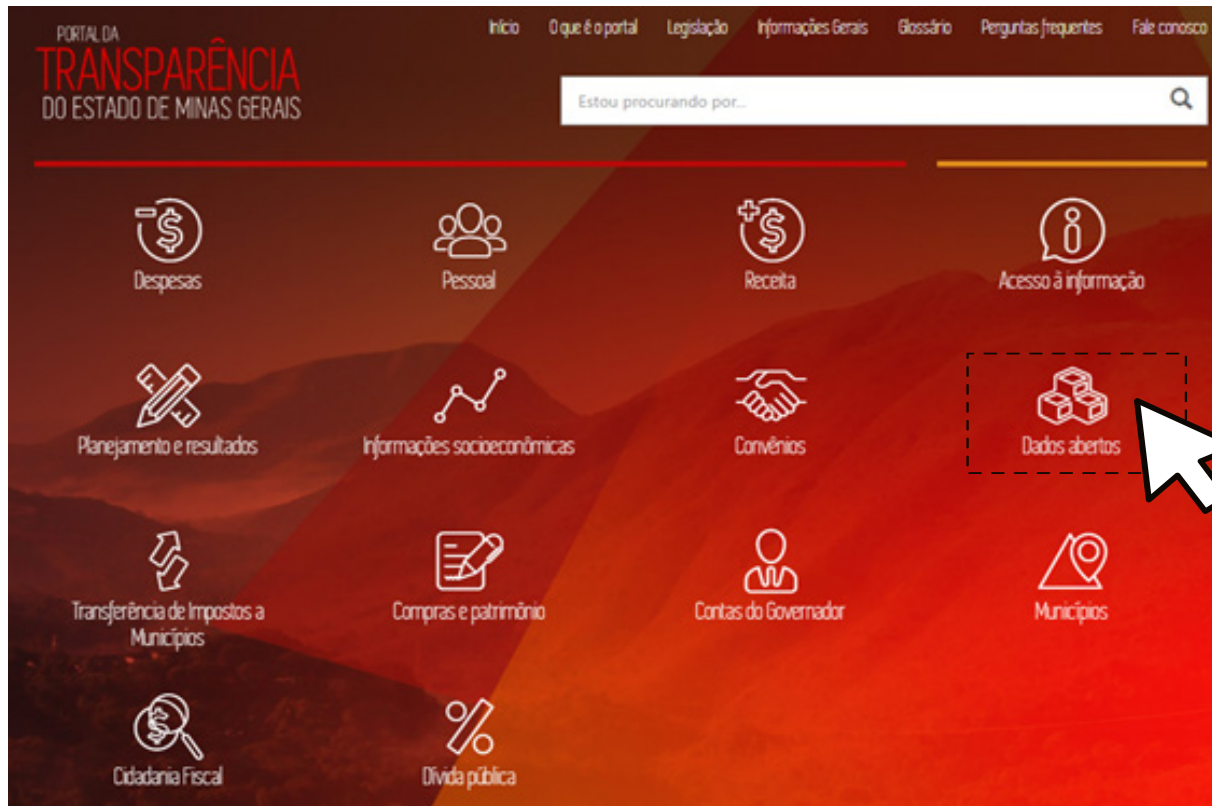 PORTAL DA
TRANSPARÊNCIA
DO ESTADO DE MINAS GERAIS
Início O que é o portal Legislação Informações Gerais Glossário Perguntas frequentes Fale conosco
Estou procurando por...
Despesas Pessoal Receita Acesso à informação
Planejamento e resultados Informações socioeconômicas Convênios Dados abertos
Transferência de Impostos a
Municípios
Compras e patrimônio Contas do Governador Municípios
Cidadania Fiscal Dívida pública